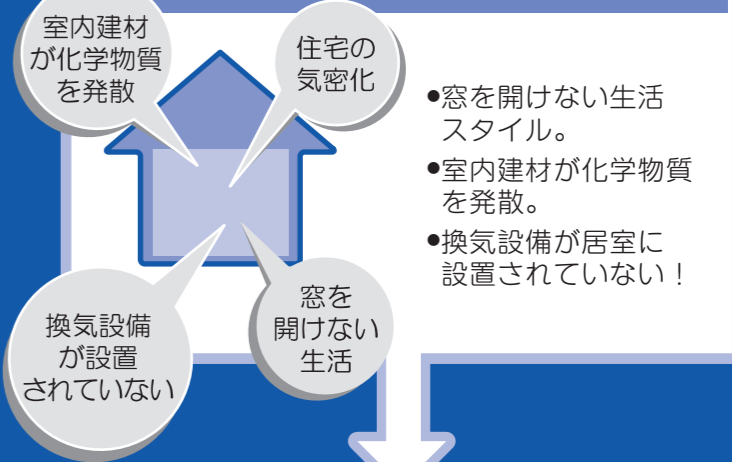 室内建材
が化学物質
を発散
住宅の
気密化
換気設備
が設置
されていない
窓を
開けない
生活
●窓を開けない生活
スタイル。
●室内建材が化学物質
を発散。
●換気設備が居室に
設置されていない！